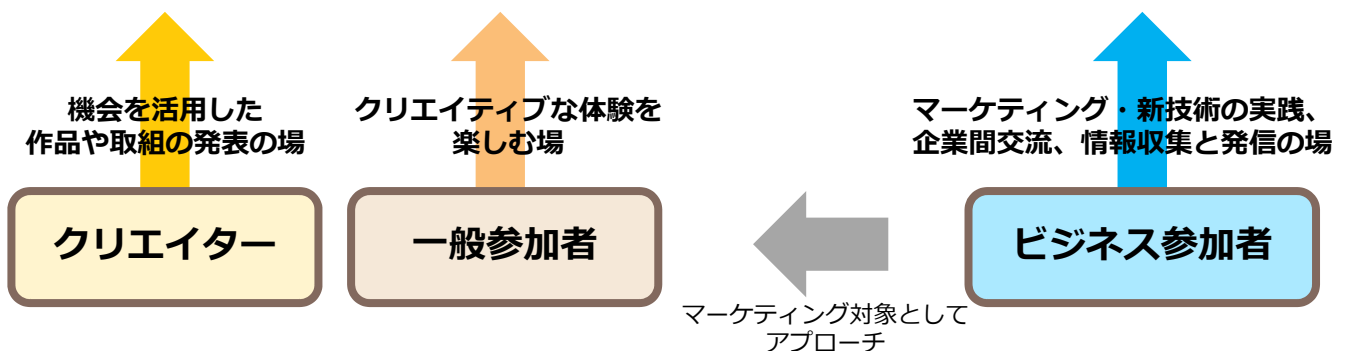 機会を活用した
作品や取組の発表の場
クリエイティブな体験を
楽しむ場
マーケティング・新技術の実践、
企業間交流、情報収集と発信の場
クリエイター
一般参加者
ビジネス参加者
マーケティング対象として
アプローチ